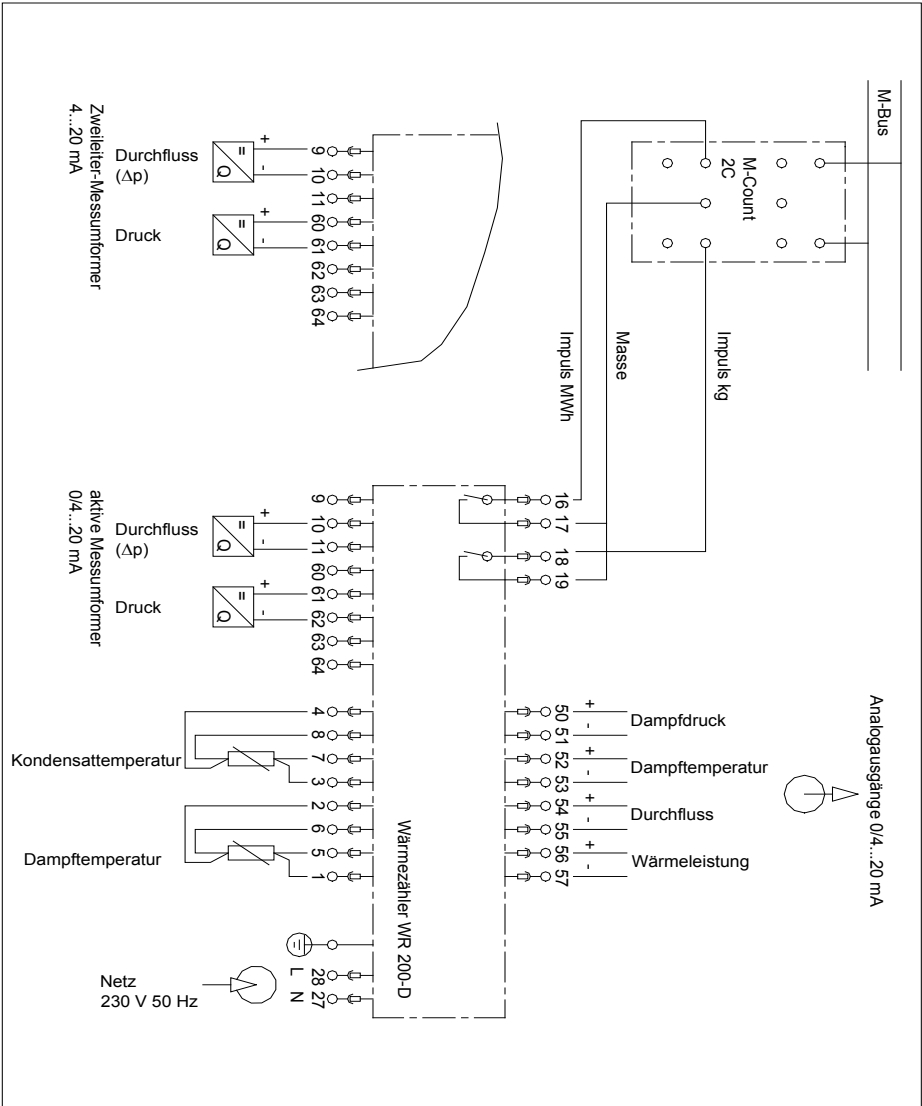 M-Bus
M-Count
2C
Impuls MWh
Masse
Impuls kg
Zweileiter-Messumformer
4...20 mA
Durchfluss
(Δp)
Druck
+
-
+
-
=
Q
=
Q
9
10
11
60
61
62
63
64
aktive Messumformer
0/4...20 mA
Durchfluss
(Δp)
Druck
+
-
+
-
=
Q
=
Q
9
10
11
60
61
62
63
64
16
17
18
19
Kondensattemperatur
4
8
7
3
Dampftemperatur
2
6
5
1
Wärmezähler WR 200-D
Analogausgänge 0/4...20 mA
50
51
52
53
54
55
56
57
+
-
+
-
+
-
+
-
Dampfdruck
Dampftemperatur
Durchfluss
Wärmeleistung
28
27
L
N
Netz
230 V 50 Hz